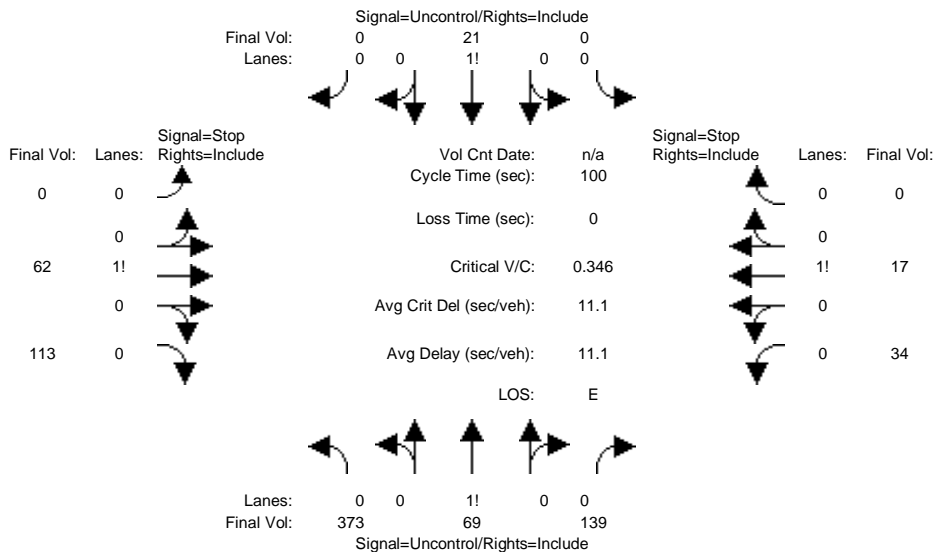 Signal=Uncontrol/Rights=Include
Final Vol: 0 21 0
Lanes: 0 0 1! 0 0
Signal=Stop Signal=Stop
Final Vol: Lanes: Rights=Include Vol Cnt Date: n/a Rights=Include Lanes: Final Vol:
Cycle Time (sec): 100
0 0 0 0
Loss Time (sec): 0
0 0
62 1! Critical V/C: 0.346 1! 17
0 Avg Crit Del (sec/veh): 11.1 0
113 0 Avg Delay (sec/veh): 11.1 0 34
LOS: E
Lanes: 0 0 1! 0 0
Final Vol: 373 69 139
Signal=Uncontrol/Rights=Include